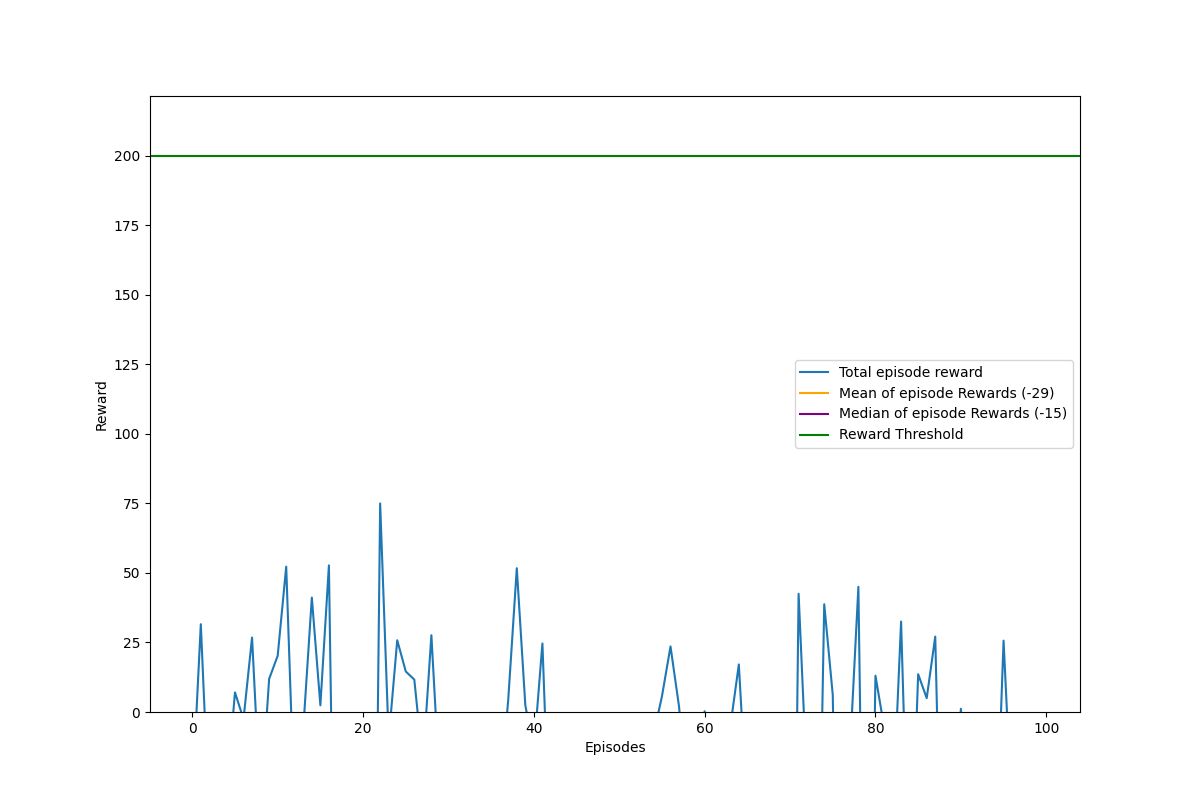 200
175
150
125
100
75
50
25
0
Reward
Total episode reward
Mean of episode Rewards (-29)
Median of episode Rewards (-15)
Reward Threshold
0 20 40 60 80 100
Episodes